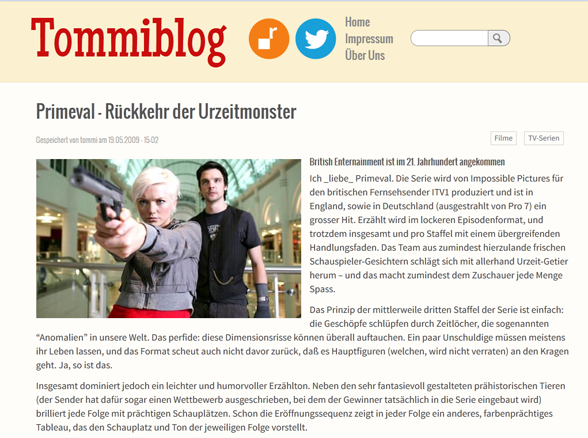 Tommiblog
Home
Impressum
Über Uns
Primeval - Rückkehr der Urzeitmonster
Gespeichert von tommi am 19.05.2009 - 15:02
Filme
TV-Serien
British Enternainment ist im 21. Jahrhundert angekommen
Ich _liebe_ Primeval. Die Serie wird von Impossible Pictures für
den britischen Fernsehsender ITV1 produziert und ist in
England, sowie in Deutschland (ausgestrahlt von Pro 7) ein
grosser Hit. Erzählt wird im lockeren Episodenformat, und
trotzdem insgesamt und pro Staffel mit einem übergreifenden
Handlungsfaden. Das Team aus zumindest hierzulande frischen
Schauspieler-Gesichtern schlägt sich mit allerhand Urzeit-Getier
herum – und das macht zumindest dem Zuschauer jede Menge
Spass.
Das Prinzip der mittlerweile dritten Staffel der Serie ist einfach:
die Geschöpfe schlüpfen durch Zeitlöcher, die sogenannten
“Anomalien” in unsere Welt. Das perfide: diese Dimensionsrisse können überall auftauchen. Ein paar Unschuldige müssen meistens
ihr Leben lassen, und das Format scheut auch nicht davor zurück, daß es Hauptfiguren (welchen, wird nicht verraten) an den Kragen
geht. Ja, so ist das.
Insgesamt dominiert jedoch ein leichter und humorvoller Erzählton. Neben den sehr fantasievoll gestalteten prähistorischen Tieren
(der Sender hat dafür sogar einen Wettbewerb ausgeschrieben, bei dem der Gewinner tatsächlich in die Serie eingebaut wird)
brilliert jede Folge mit prächtigen Schauplätzen. Schon die Eröffnungssequenz zeigt in jeder Folge ein anderes, farbenprächtiges
Tableau, das den Schauplatz und Ton der jeweiligen Folge vorstellt.